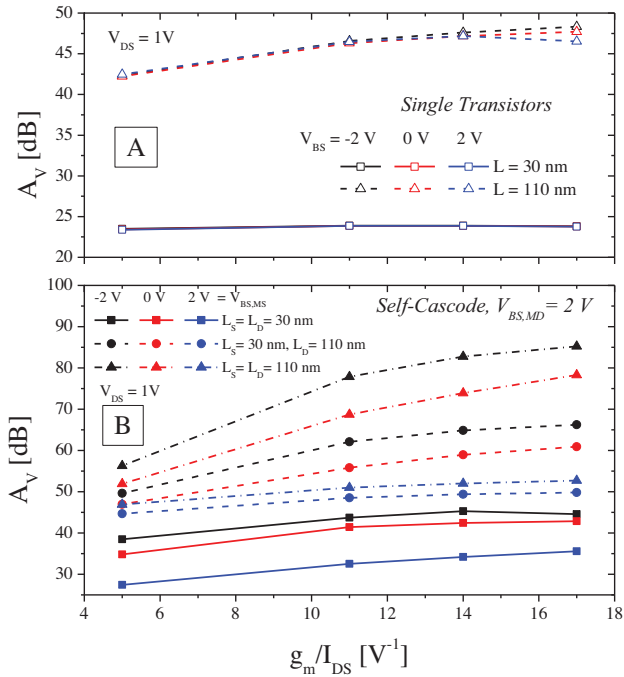 50
45
40
35
30
25
20
A_V [dB]
V_DS = 1V
A
Single Transistors
V_BS = -2 V 0 V 2 V
L = 30 nm
L = 110 nm
100
90
80
70
60
50
40
30
A_V [dB]
-2 V 0 V 2 V = V_BS,MS
L_S= L_D= 30 nm
L_S= 30 nm, L_D= 110 nm
L_S= L_D= 110 nm
V_DS = 1V
B
Self-Cascode, V_BS,MD = 2 V
4 6 8 10 12 14 16 18
g_m/I_DS [V⁻¹]